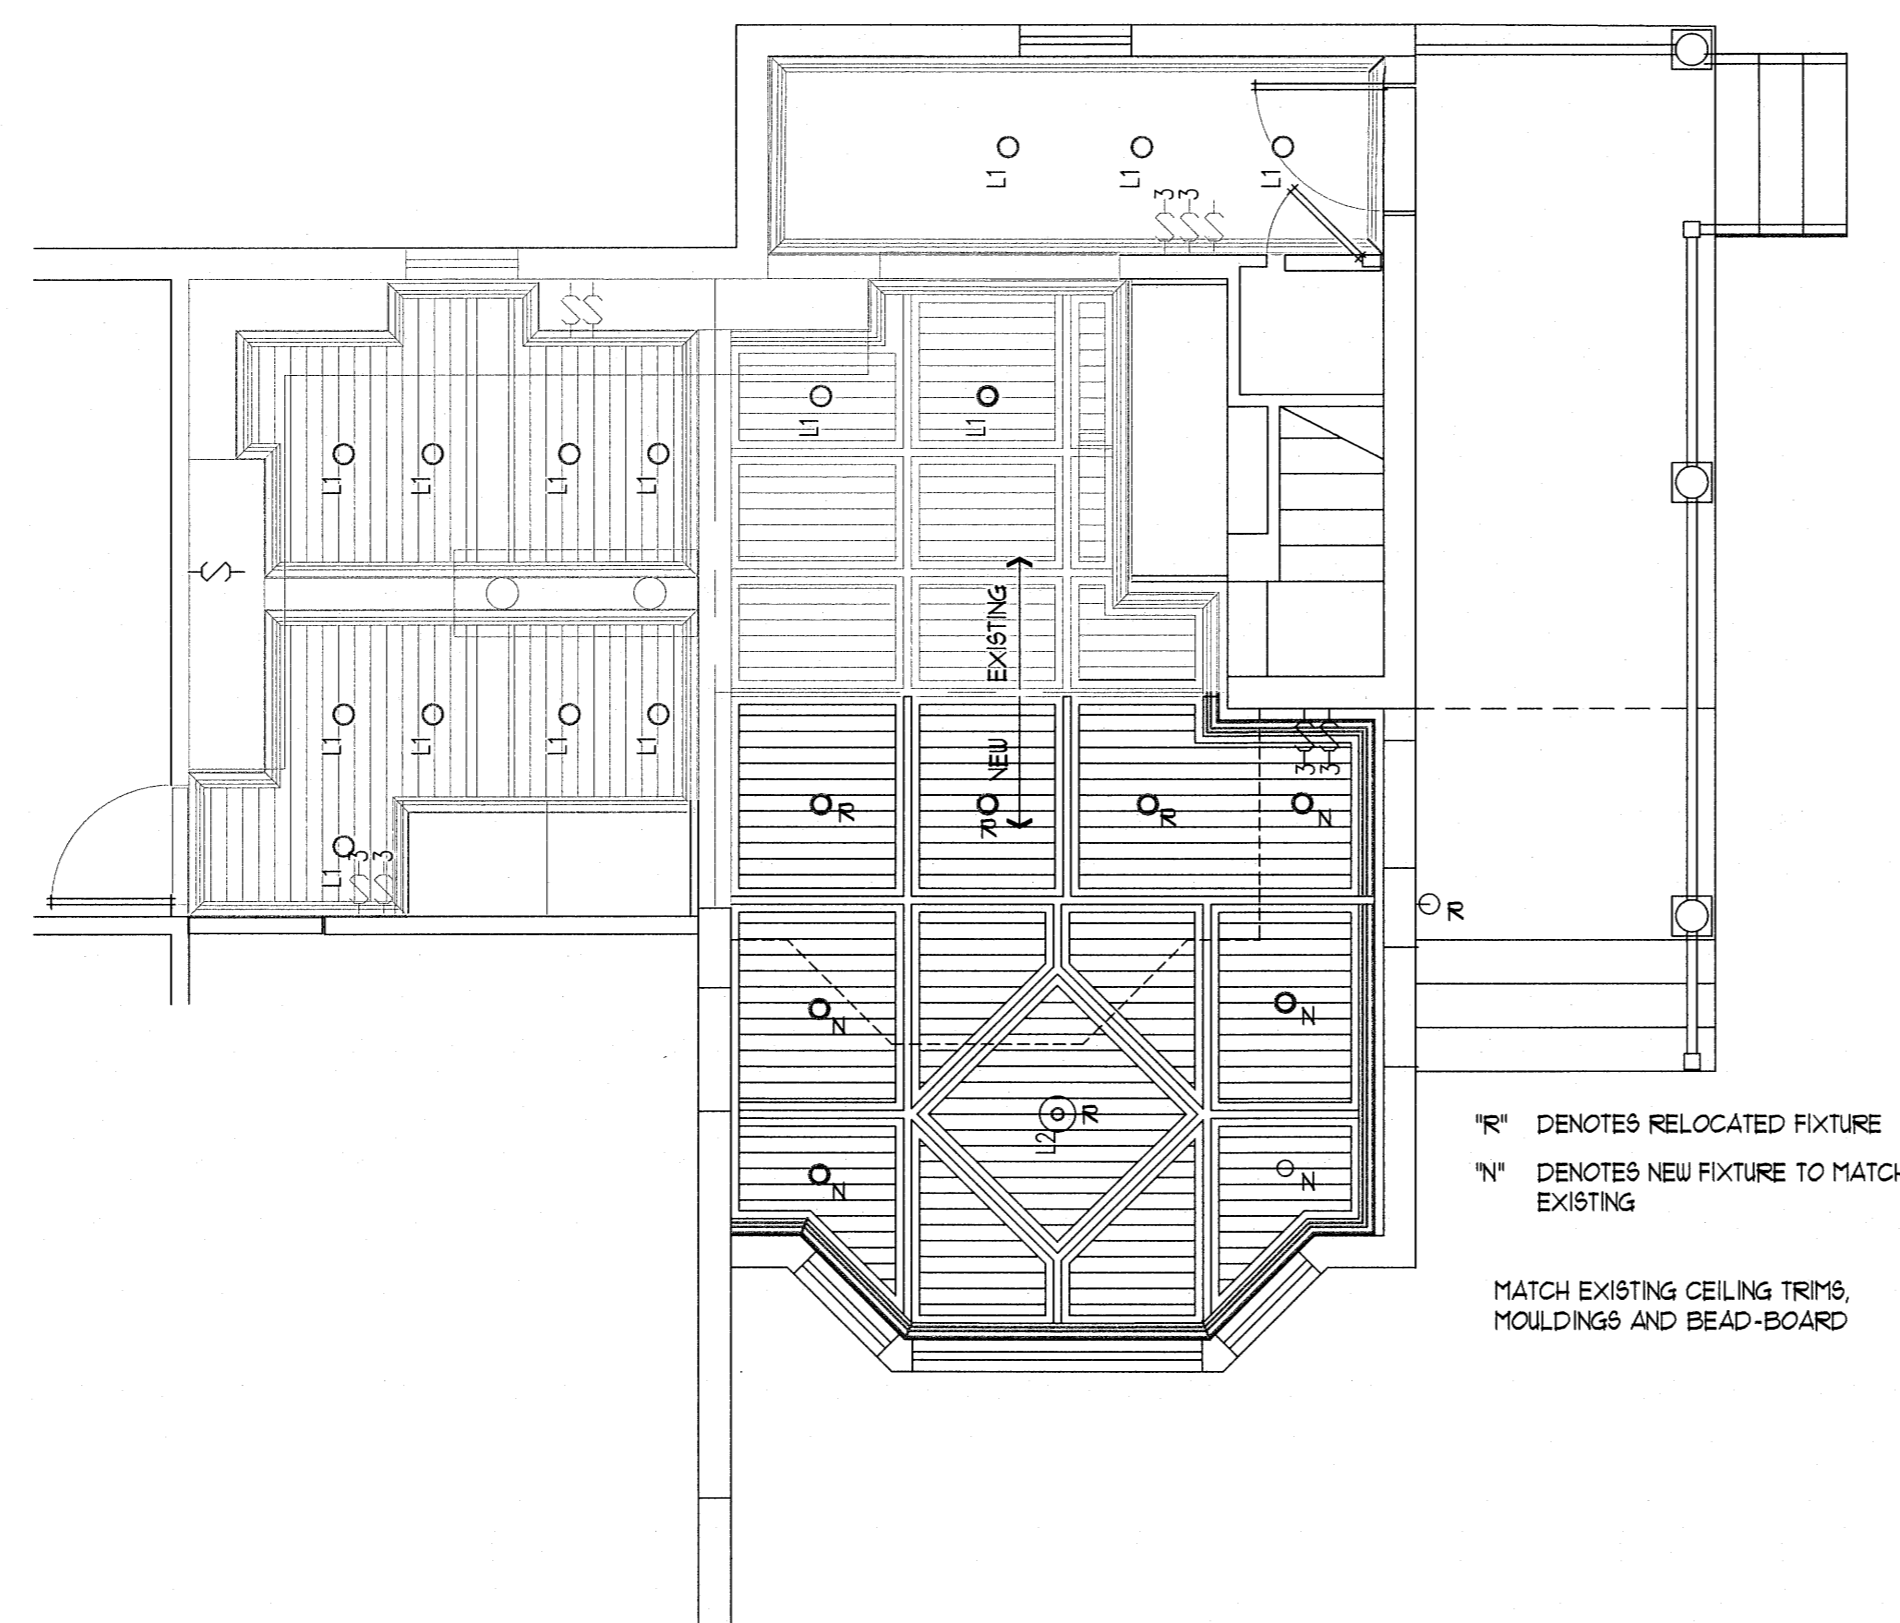 L1
L1
L1
3 3
S S S
S S
L1
L1
L1
L1
L1
L1
S
EXISTING
NEW
L1
L1
L1
L1
S S
3 3
R
R
R
N
L1
3 3
S S
R
N
N
L2
R
N
N
"R" DENOTES RELOCATED FIXTURE
"N" DENOTES NEW FIXTURE TO MATCH
EXISTING
MATCH EXISTING CEILING TRIMS,
MOULDINGS AND BEAD-BOARD